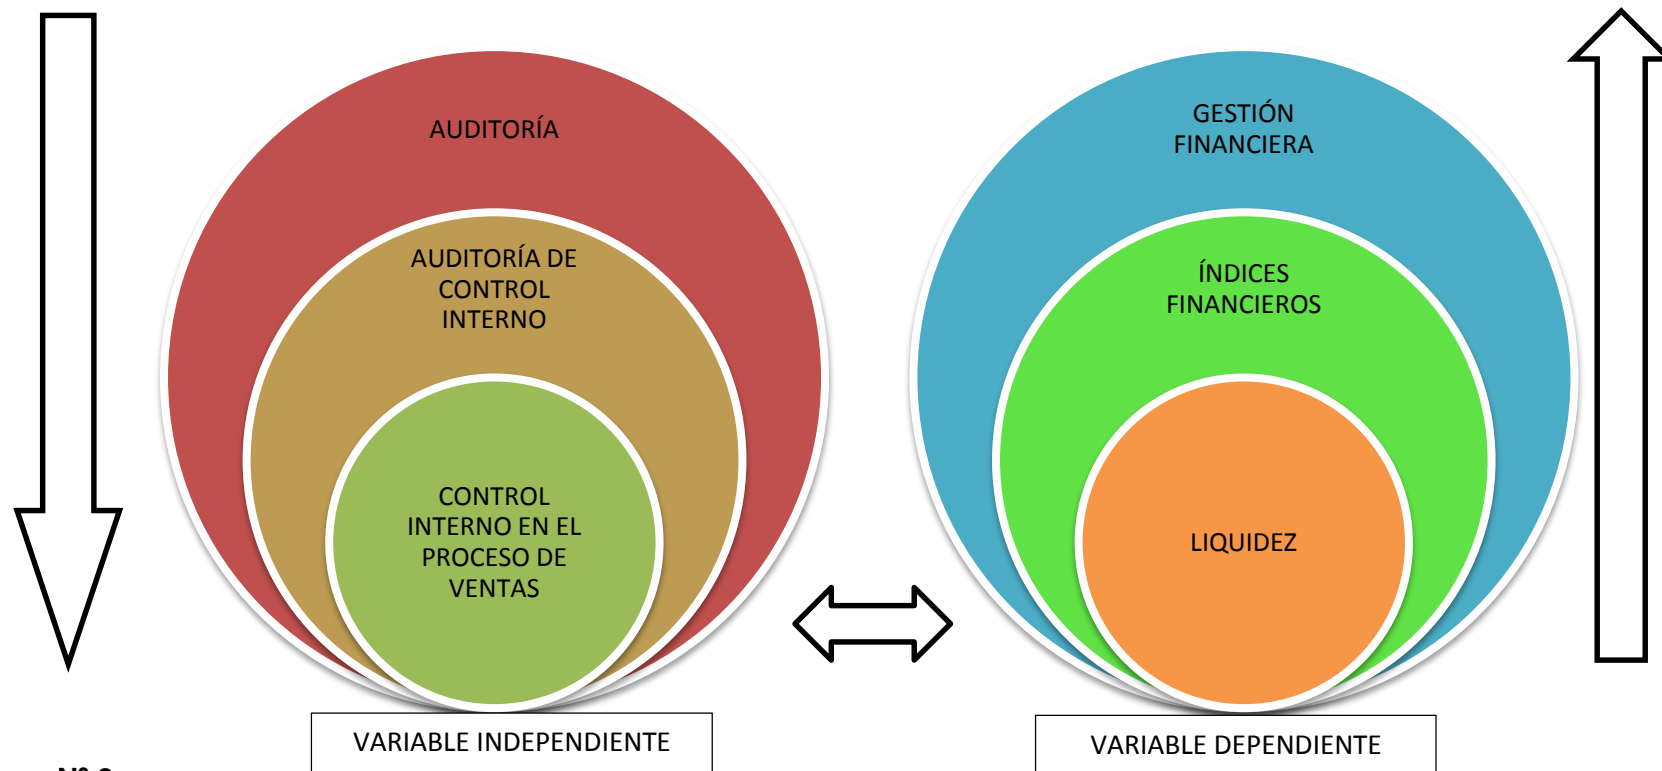 AUDITORÍA
AUDITORÍA DE
CONTROL
INTERNO
CONTROL
INTERNO EN EL
PROCESO DE
VENTAS
VARIABLE INDEPENDIENTE
GESTIÓN
FINANCIERA
ÍNDICES
FINANCIEROS
LIQUIDEZ
VARIABLE DEPENDIENTE